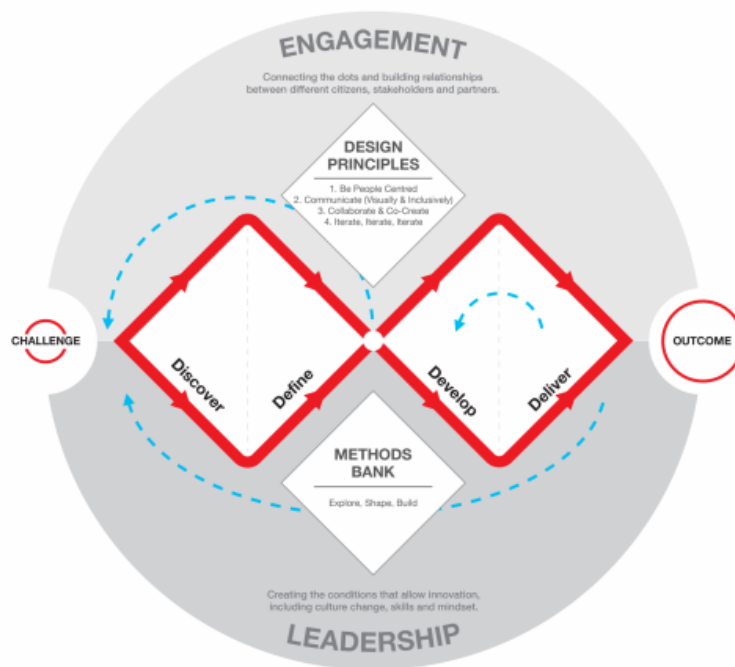 ENGAGEMENT
Connecting the dots and building relationships
between different citizens, stakeholders and partners.
DESIGN
PRINCIPLES
1. Be People Centred
2. Communicate (Visually & Inclusively)
3. Collaborate & Co-Create
4. Iterate, Iterate, Iterate
CHALLENGE
Discover
Define
Develop
Deliver
OUTCOME
METHODS
BANK
Explore, Shape, Build
Creating the conditions that allow innovation,
including culture change, skills and mindset.
LEADERSHIP